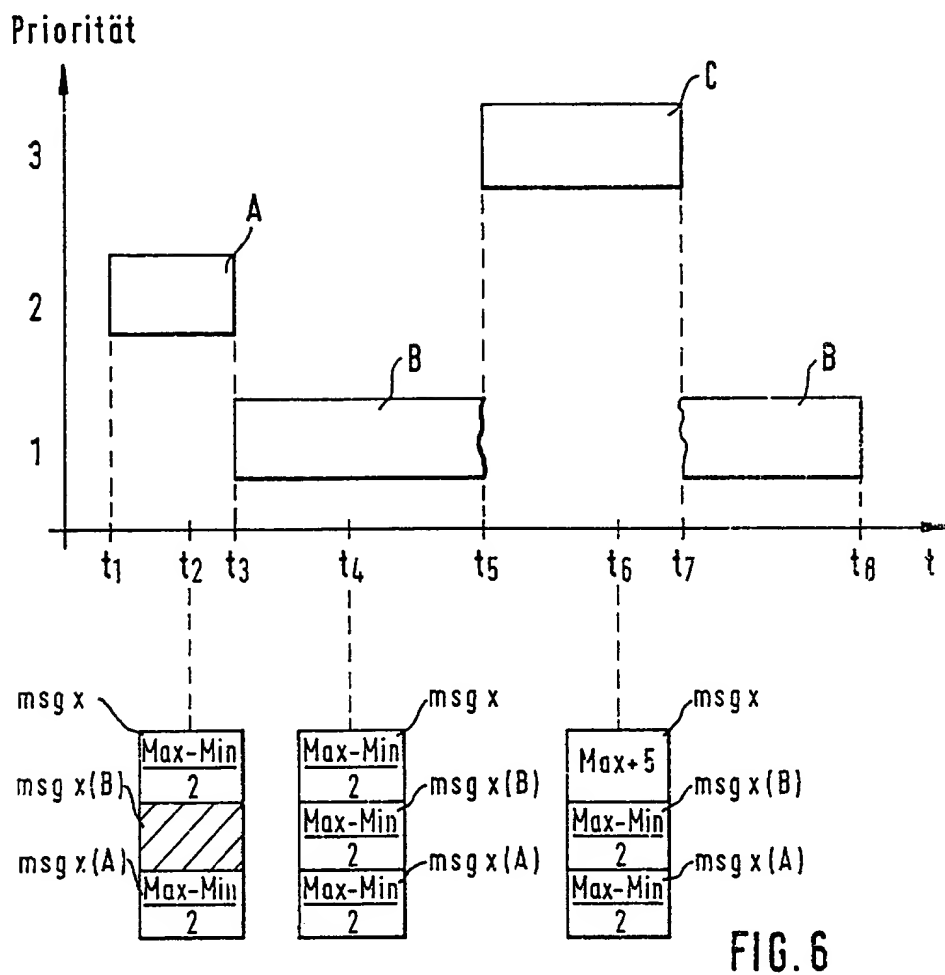 Priorität
C
3
A
2
B
B
1
t1 t2 t3 t4 t5 t6 t7 t8 t
msg x
msg x
msg x
Max-Min
2
Max-Min
2
Max+5
msg x(B)
msg x(B)
msg x(B)
Max-Min
2
Max-Min
2
msg x(A)
msg x(A)
msg x(A)
Max-Min
2
Max-Min
2
Max-Min
2
FIG. 6